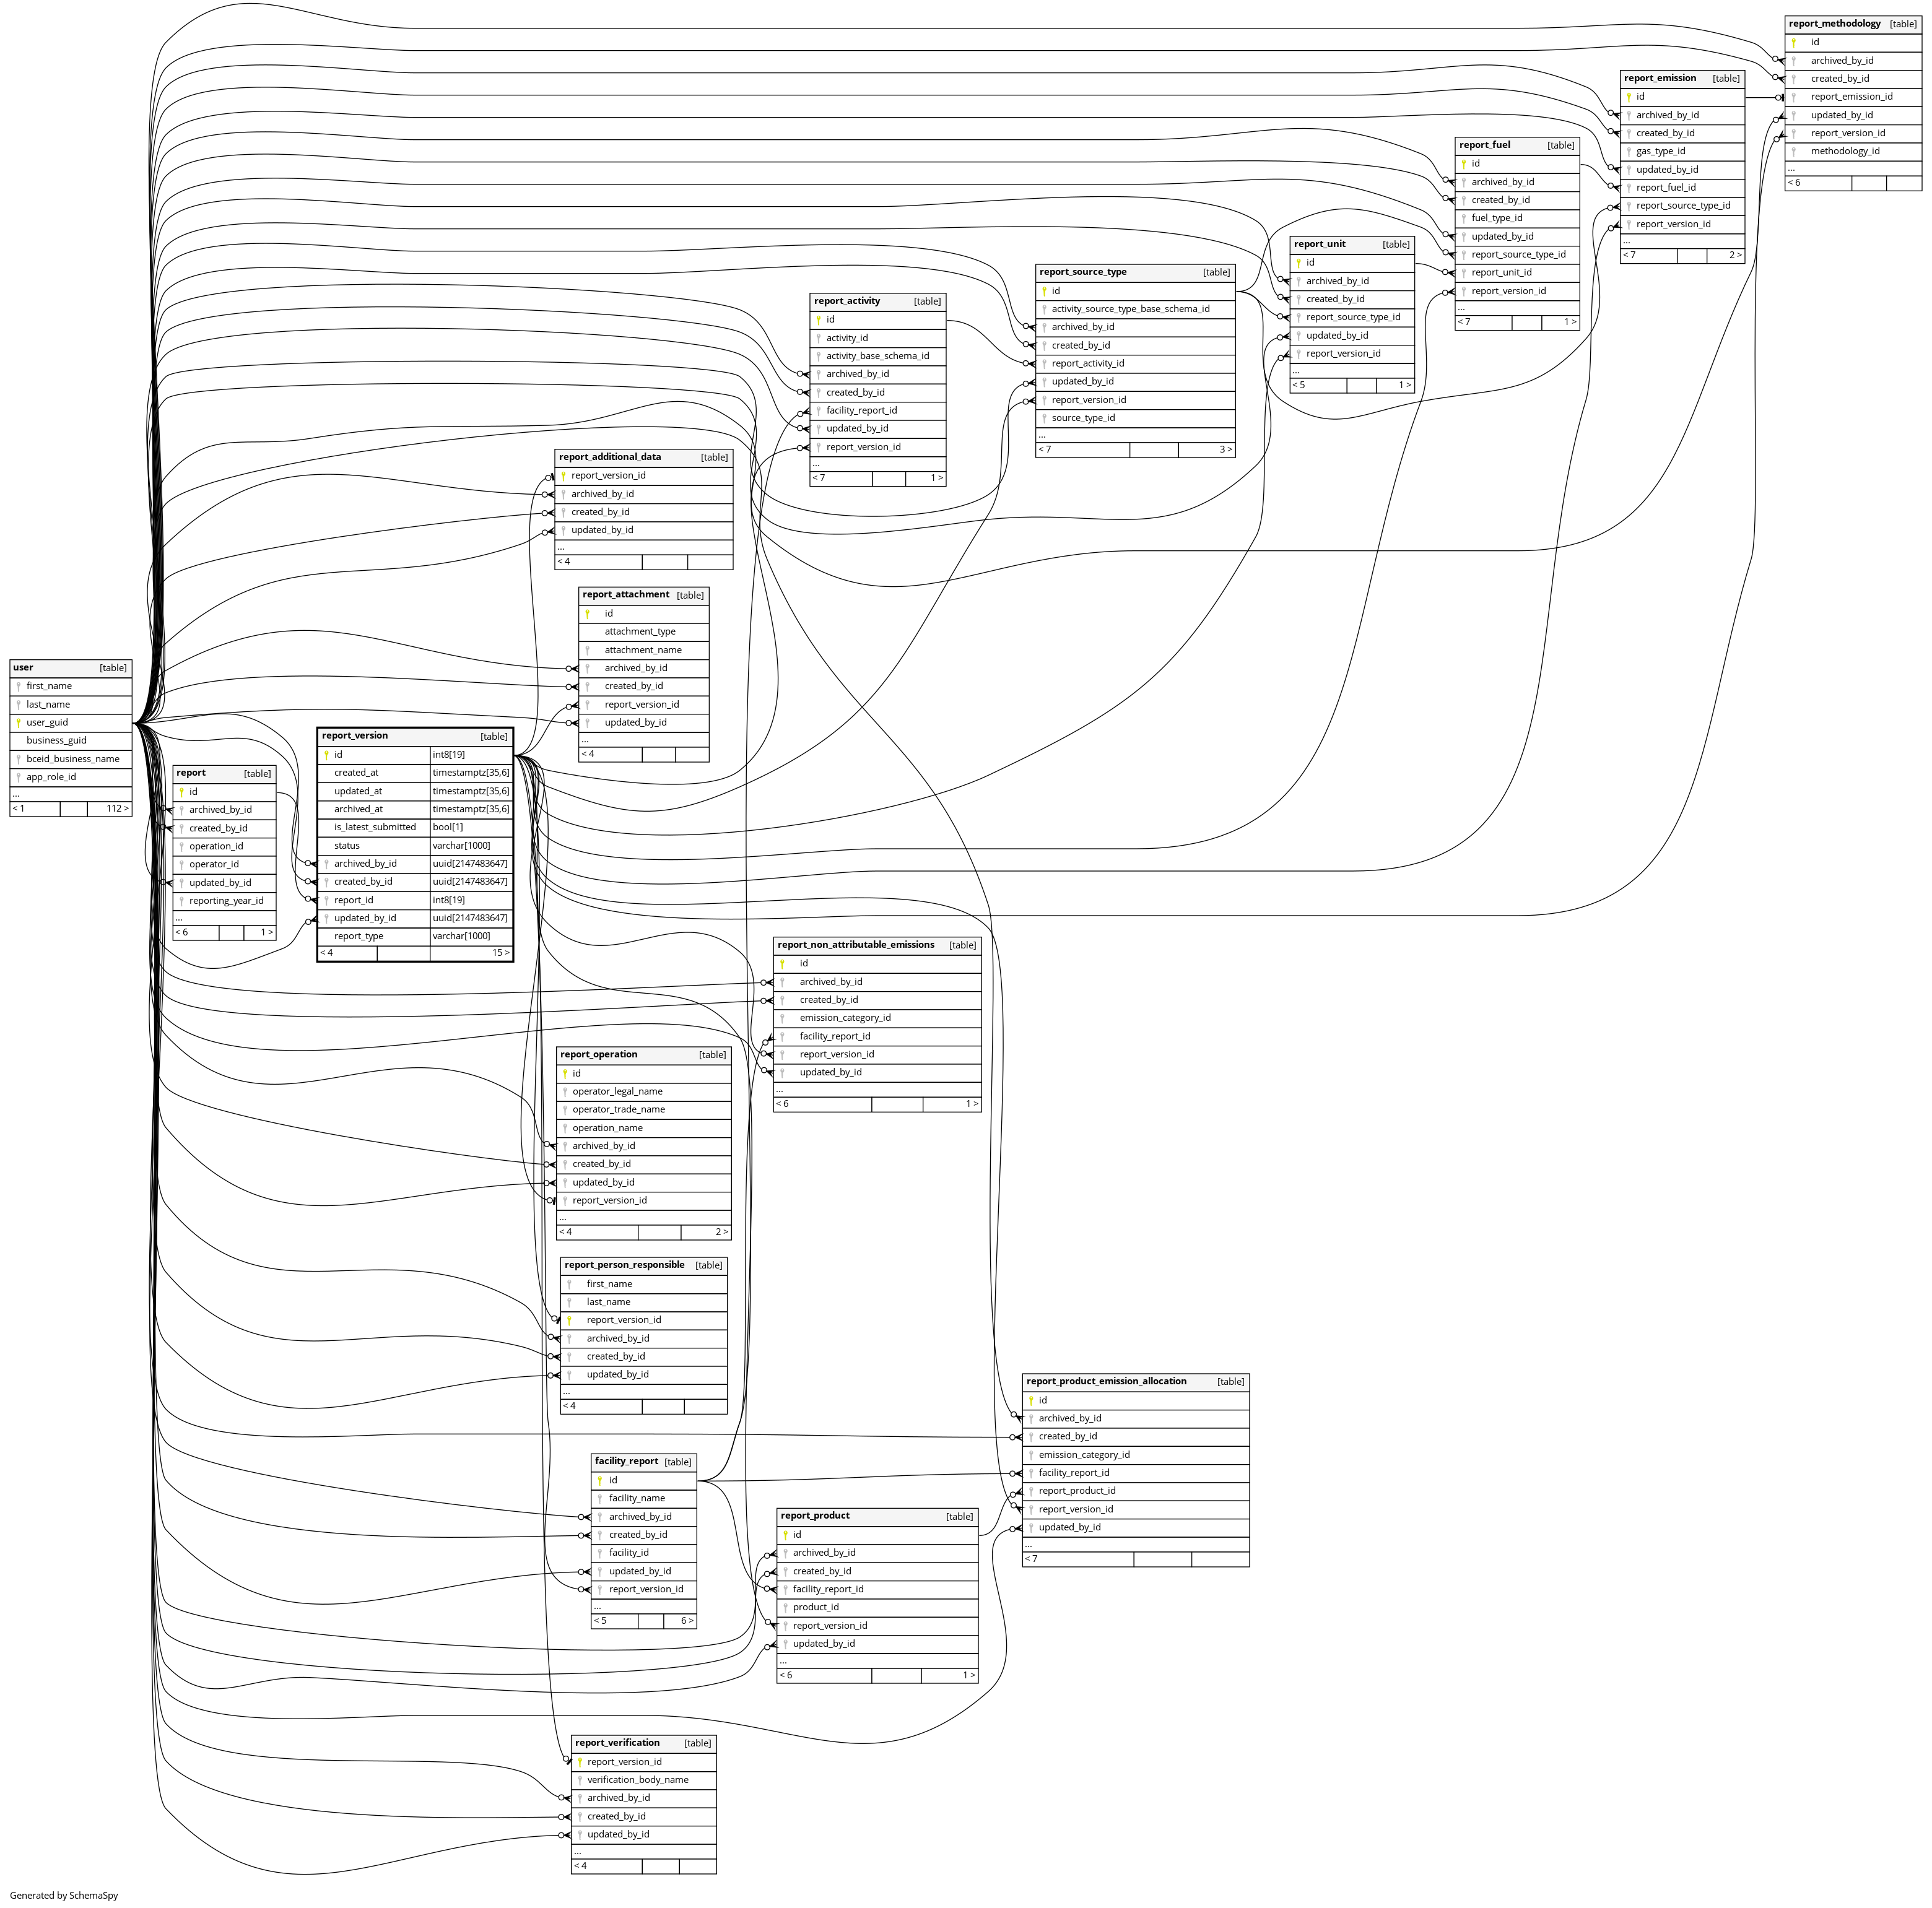 report_methodology [table]
id
archived_by_id
created_by_id
report_emission_id
updated_by_id
report_version_id
methodology_id
...
< 6
report_emission [table]
id
archived_by_id
created_by_id
gas_type_id
updated_by_id
report_fuel_id
report_source_type_id
report_version_id
...
< 7 2 >
report_fuel [table]
id
archived_by_id
created_by_id
fuel_type_id
updated_by_id
report_source_type_id
report_unit_id
report_version_id
...
< 7 1 >
report_unit [table]
id
archived_by_id
created_by_id
report_source_type_id
updated_by_id
report_version_id
...
< 5 1 >
report_source_type [table]
id
activity_source_type_base_schema_id
archived_by_id
created_by_id
report_activity_id
updated_by_id
report_version_id
source_type_id
...
< 7 3 >
report_activity [table]
id
activity_id
activity_base_schema_id
archived_by_id
created_by_id
facility_report_id
updated_by_id
report_version_id
...
< 7 1 >
report_additional_data [table]
report_version_id
archived_by_id
created_by_id
updated_by_id
...
< 4
report_attachment [table]
id
attachment_type
attachment_name
archived_by_id
created_by_id
report_version_id
updated_by_id
...
< 4
user [table]
first_name
last_name
user_guid
business_guid
bceid_business_name
app_role_id
...
< 1 112 >
report [table]
id
archived_by_id
created_by_id
operation_id
operator_id
updated_by_id
reporting_year_id
...
< 6 1 >
report_version [table]
id int8[19]
created_at timestamptz[35,6]
updated_at timestamptz[35,6]
archived_at timestamptz[35,6]
is_latest_submitted bool[1]
status varchar[1000]
archived_by_id uuid[2147483647]
created_by_id uuid[2147483647]
report_id int8[19]
updated_by_id uuid[2147483647]
report_type varchar[1000]
< 4 15 >
report_non_attributable_emissions [table]
id
archived_by_id
created_by_id
emission_category_id
facility_report_id
report_version_id
updated_by_id
...
< 6 1 >
report_operation [table]
id
operator_legal_name
operator_trade_name
operation_name
archived_by_id
created_by_id
updated_by_id
report_version_id
...
< 4 2 >
report_person_responsible [table]
first_name
last_name
report_version_id
archived_by_id
created_by_id
updated_by_id
...
< 4
report_product_emission_allocation [table]
id
archived_by_id
created_by_id
emission_category_id
facility_report_id
report_product_id
report_version_id
updated_by_id
...
< 7
facility_report [table]
id
facility_name
archived_by_id
created_by_id
facility_id
updated_by_id
report_version_id
...
< 5 6 >
report_product [table]
id
archived_by_id
created_by_id
facility_report_id
product_id
report_version_id
updated_by_id
...
< 6 1 >
report_verification [table]
report_version_id
verification_body_name
archived_by_id
created_by_id
updated_by_id
...
< 4
Generated by SchemaSpy